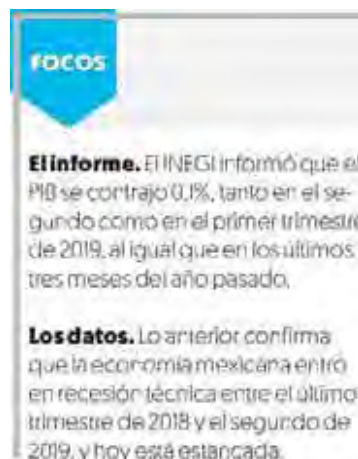 FOCOS
El informe. El INEGI informó que el
PIB se contrajo 0.1%, tanto en el se-
gundo como en el primer trimestre
de 2019, al igual que en los últimos
tres meses del año pasado.
Los datos. Lo anterior confirma
que la economía mexicana entró
en recesión técnica entre el último
trimestre de 2018 y el segundo de
2019, y hoy está estancada.